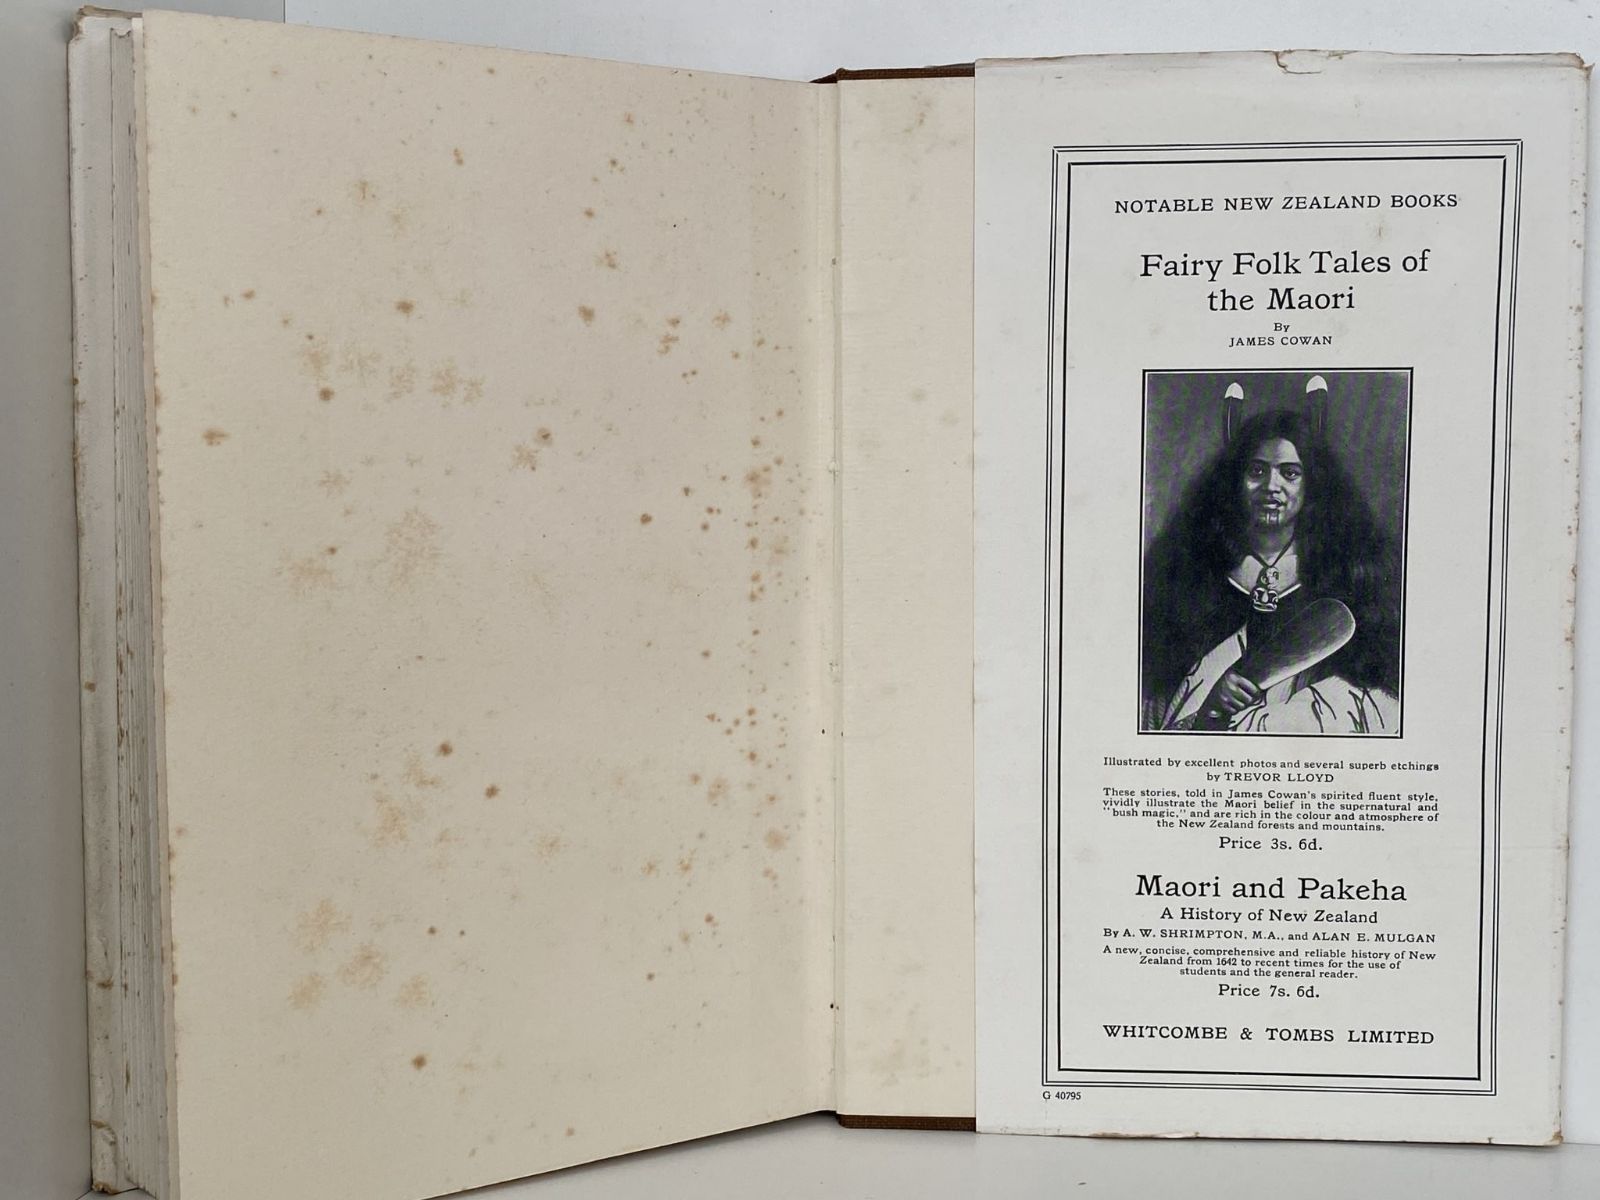 NOTABLE NEW ZEALAND BOOKS
Fairy Folk Tales of
the Maori
By
JAMES COWAN
Illustrated by excellent photos and several superb etchings
by TREVOR LLOYD
These stories, told in James Cowan's spirited fluent style,
vividly illustrate the Maori belief in the supernatural and
"bush magic," and are rich in the colour and atmosphere of
the New Zealand forests and mountains.
Price 3s. 6d.
Maori and Pakeha
A History of New Zealand
By A. W. SHRIMPTON, M.A., and ALAN E. MULGAN
A new, concise, comprehensive and reliable history of New
Zealand from 1642 to recent times for the use of
students and the general reader.
Price 7s. 6d.
WHITCOMBE & TOMBS LIMITED
G 40795